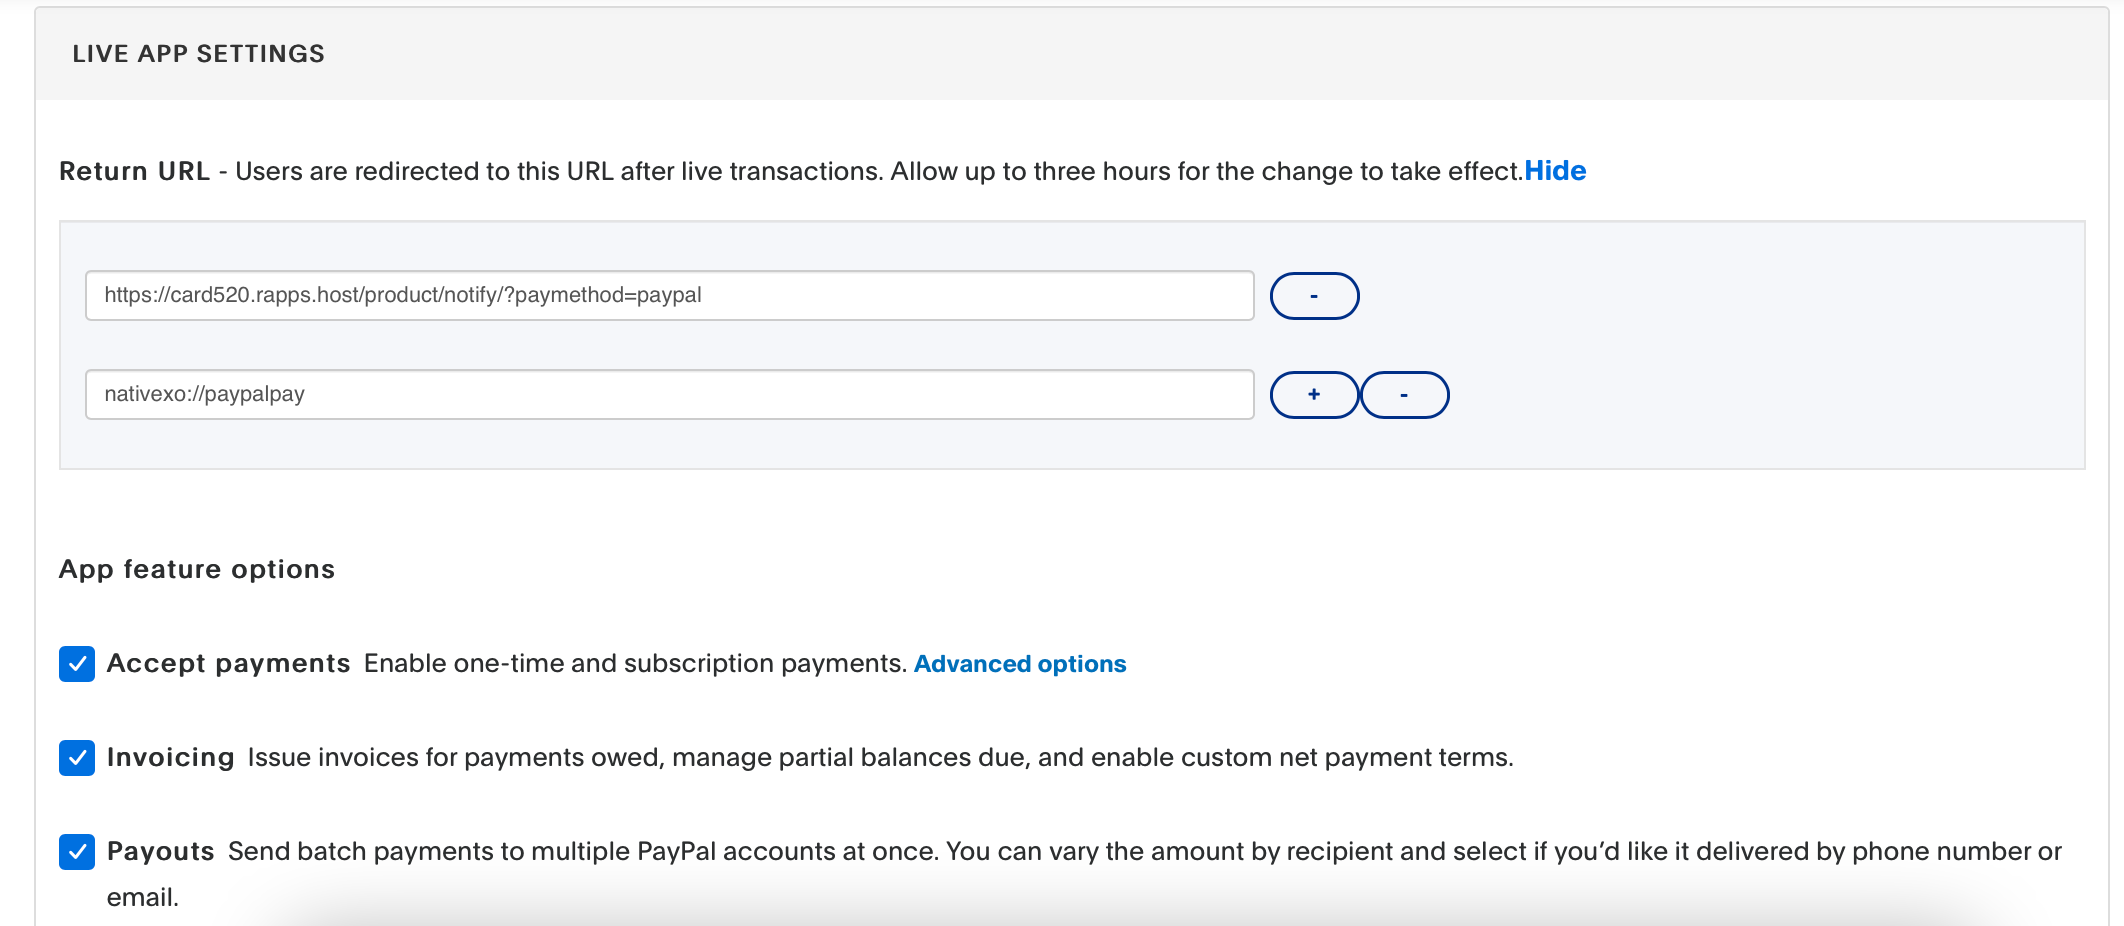 LIVE APP SETTINGS
Return URL - Users are redirected to this URL after live transactions. Allow up to three hours for the change to take effect.Hide
https://card520.rapps.host/product/notify/?paymethod=paypal
-
nativexo://paypalpay
+ -
App feature options
Accept payments Enable one-time and subscription payments. Advanced options
Invoicing Issue invoices for payments owed, manage partial balances due, and enable custom net payment terms.
Payouts Send batch payments to multiple PayPal accounts at once. You can vary the amount by recipient and select if you’d like it delivered by phone number or
email.